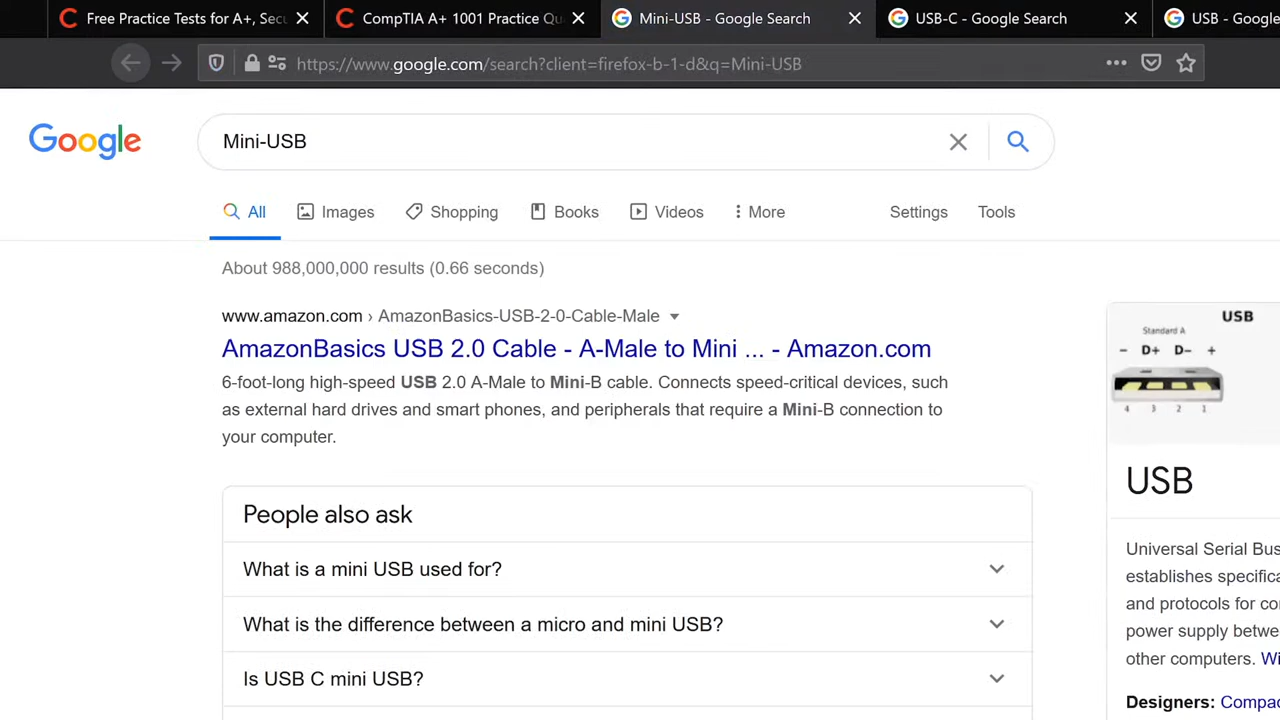 Free Practice Tests for A+, Secu
CompTIA A+ 1001 Practice Qu
Mini-USB - Google Search
USB-C - Google Search
USB - Google
https://www.google.com/search?client=firefox-b-1-d&q=Mini-USB
Google
Mini-USB
All
Images
Shopping
Books
Videos
More
Settings
Tools
About 988,000,000 results (0.66 seconds)
www.amazon.com › AmazonBasics-USB-2-0-Cable-Male
AmazonBasics USB 2.0 Cable - A-Male to Mini ... - Amazon.com
6-foot-long high-speed USB 2.0 A-Male to Mini-B cable. Connects speed-critical devices, such
as external hard drives and smart phones, and peripherals that require a Mini-B connection to
your computer.
People also ask
What is a mini USB used for?
What is the difference between a micro and mini USB?
Is USB C mini USB?
USB
Standard A
− D+ D− +
4 3 2 1
USB
Universal Serial Bus
establishes specifica
and protocols for co
power supply betwe
other computers. Wi
Designers: Compac